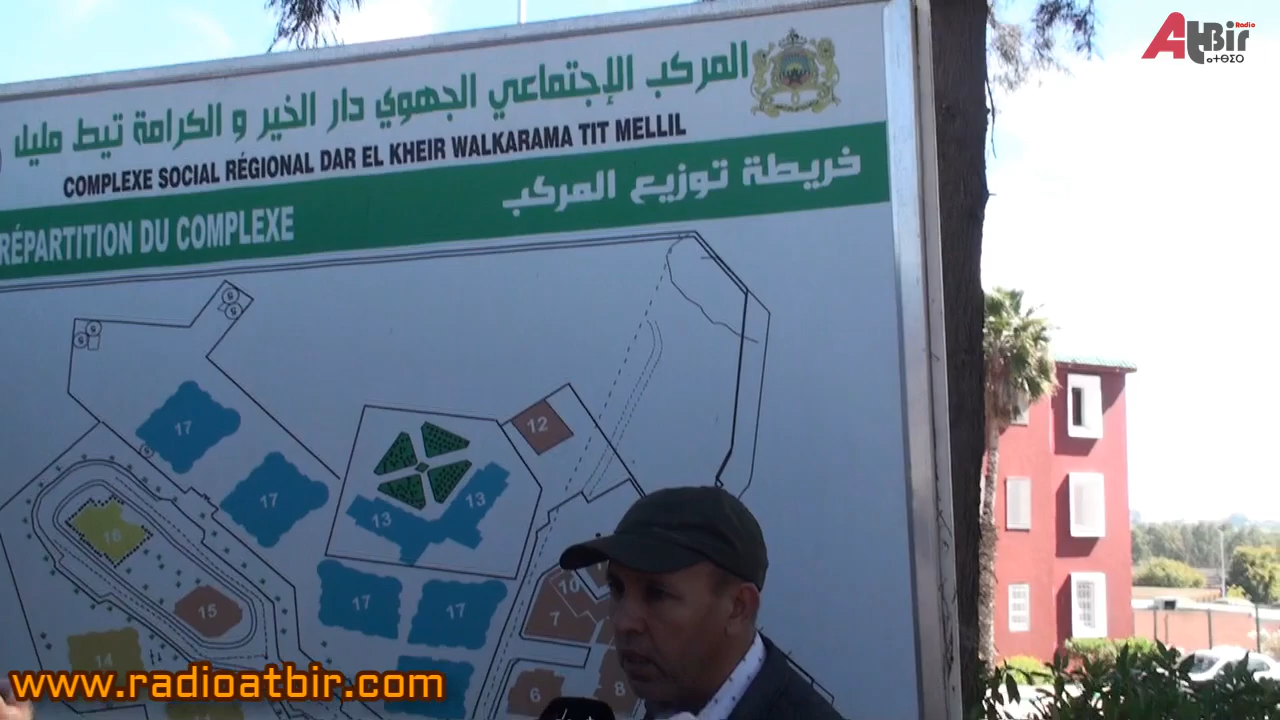 AtBir Radio
ⴰⵜⴱⵉⵔ
المركب الإجتماعي الجهوي دار الخير و الكرامة تيط مليل
COMPLEXE SOCIAL RÉGIONAL DAR EL KHEIR WALKARAMA TIT MELLIL
خريطة توزيع المركب
RÉPARTITION DU COMPLEXE
17
12
17
13
13
16
17
17
10
15
7
14
6
8
www.radioatbir.com